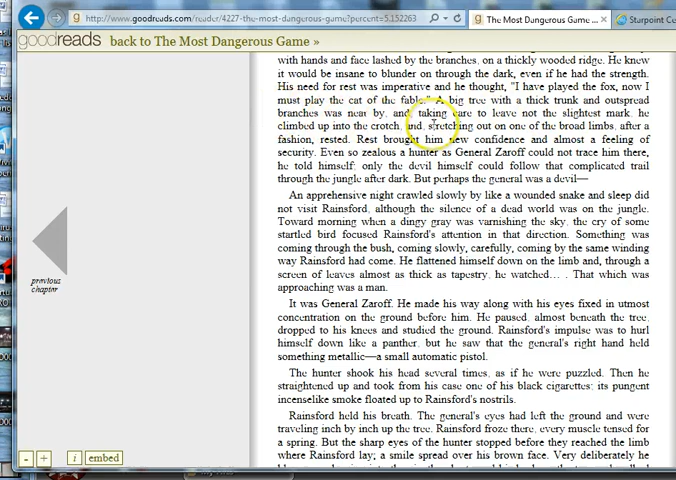 http://www.goodreads.com/reader/4227-the-most-dangerous-game?percent=5.152263
The Most Dangerous Game ...
Starpoint Ce
goodreads back to The Most Dangerous Game »
with hands and face lashed by the branches, on a thickly wooded ridge. He knew
it would be insane to blunder on through the dark, even if he had the strength.
His need for rest was imperative and he thought, "I have played the fox, now I
must play the cat of the fable." A big tree with a thick trunk and outspread
branches was near by, and, taking care to leave not the slightest mark, he
climbed up into the crotch, and, stretching out on one of the broad limbs, after a
fashion, rested. Rest brought him new confidence and almost a feeling of
security. Even so zealous a hunter as General Zaroff could not trace him there,
he told himself; only the devil himself could follow that complicated trail
through the jungle after dark. But perhaps the general was a devil—
An apprehensive night crawled slowly by like a wounded snake and sleep did
not visit Rainsford, although the silence of a dead world was on the jungle.
Toward morning when a dingy gray was varnishing the sky, the cry of some
startled bird focused Rainsford's attention in that direction. Something was
coming through the bush, coming slowly, carefully, coming by the same winding
way Rainsford had come. He flattened himself down on the limb and, through a
screen of leaves almost as thick as tapestry, he watched... . That which was
approaching was a man.
previous
chapter
It was General Zaroff. He made his way along with his eyes fixed in utmost
concentration on the ground before him. He paused, almost beneath the tree,
dropped to his knees and studied the ground. Rainsford's impulse was to hurl
himself down like a panther, but he saw that the general's right hand held
something metallic—a small automatic pistol.
The hunter shook his head several times, as if he were puzzled. Then he
straightened up and took from his case one of his black cigarettes; its pungent
incenselike smoke floated up to Rainsford's nostrils.
Rainsford held his breath. The general's eyes had left the ground and were
traveling inch by inch up the tree. Rainsford froze there, every muscle tensed for
a spring. But the sharp eyes of the hunter stopped before they reached the limb
where Rainsford lay; a smile spread over his brown face. Very deliberately he
- + i embed